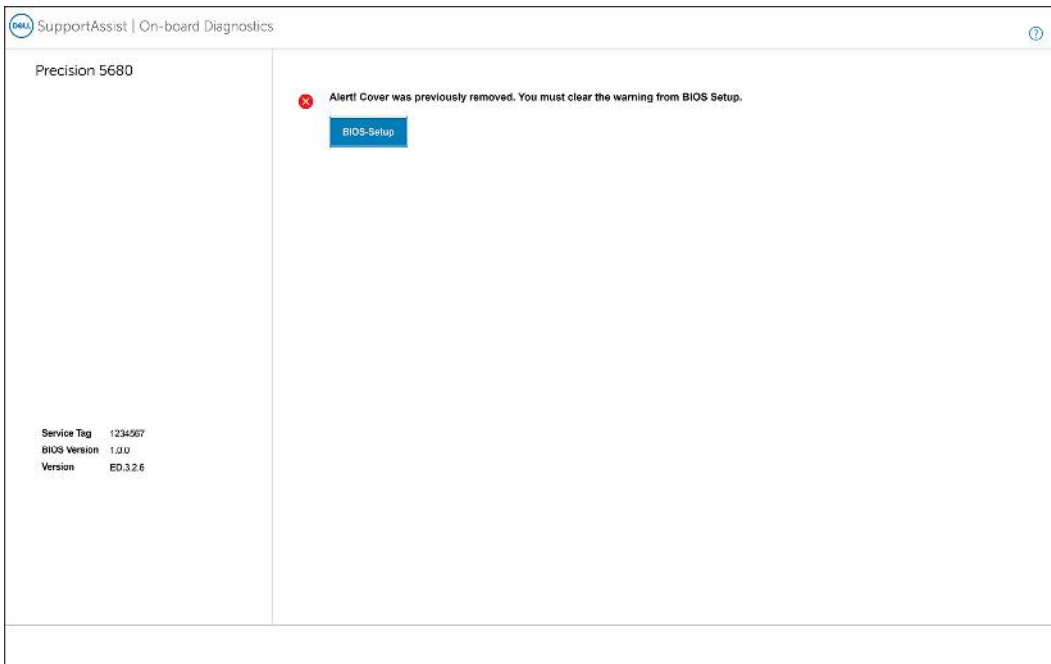 DELL SupportAssist | On-board Diagnostics
?
Precision 5680
Alert! Cover was previously removed. You must clear the warning from BIOS Setup.
BIOS-Setup
Service Tag 1234567
BIOS Version 1.0.0
Version ED.3.2.6